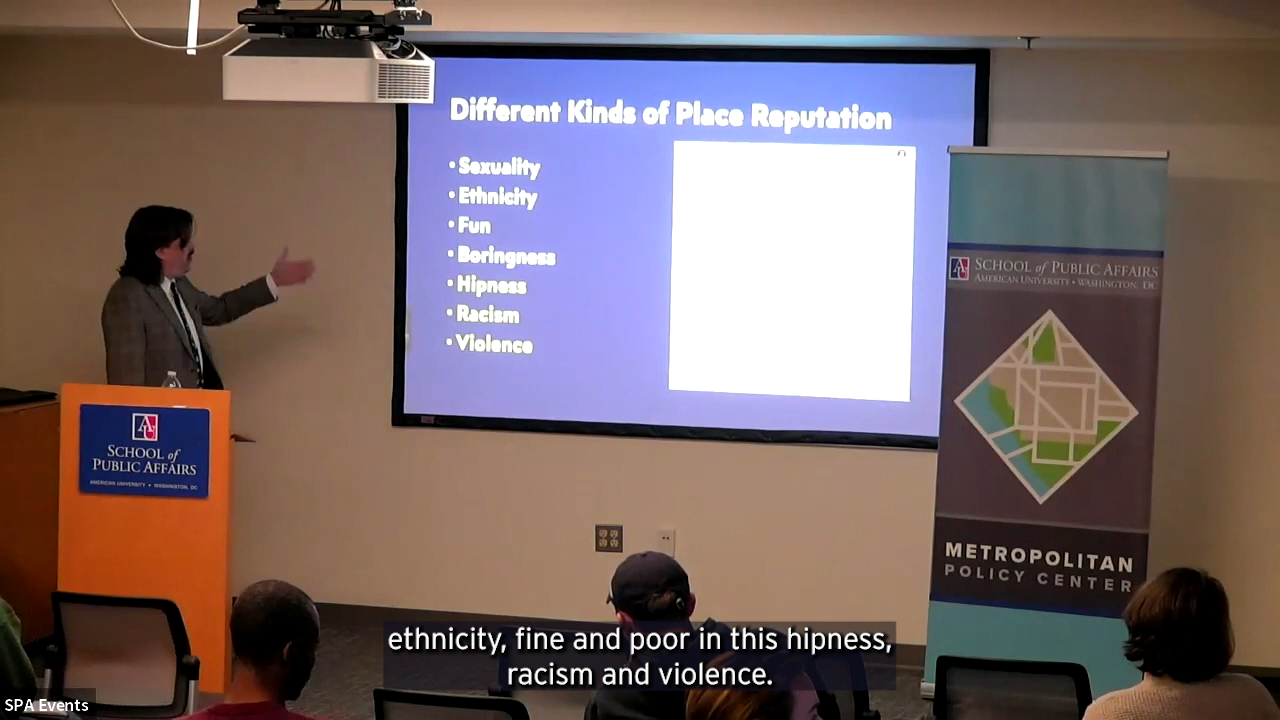 Different Kinds of Place Reputation
• Sexuality
• Ethnicity
• Fun
• Boringness
• Hipness
• Racism
• Violence
SCHOOL of PUBLIC AFFAIRS
AMERICAN UNIVERSITY • WASHINGTON, DC
METROPOLITAN
POLICY CENTER
SCHOOL of
PUBLIC AFFAIRS
AMERICAN UNIVERSITY • WASHINGTON, DC
ethnicity, fine and poor in this hipness,
racism and violence.
SPA Events